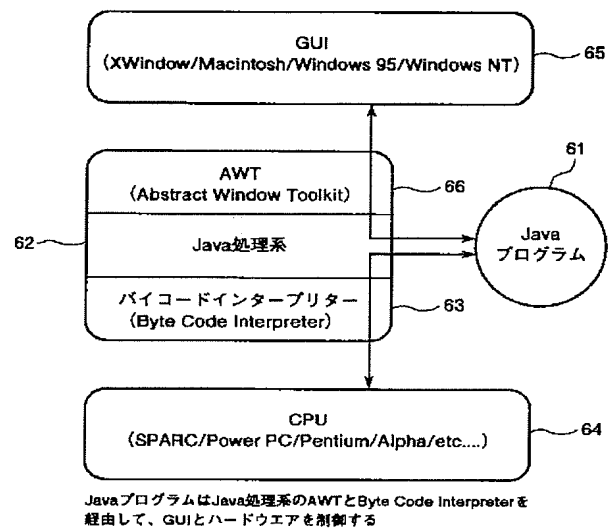 GUI
(XWindow/Macintosh/Windows 95/Windows NT)
65
61
AWT
(Abstract Window Toolkit)
66
62
Java処理系
Java
プログラム
バイコードインタープリター
(Byte Code Interpreter)
63
CPU
(SPARC/Power PC/Pentium/Alpha/etc....)
64
JavaプログラムはJava処理系のAWTとByte Code Interpreterを
経由して、GUIとハードウエアを制御する